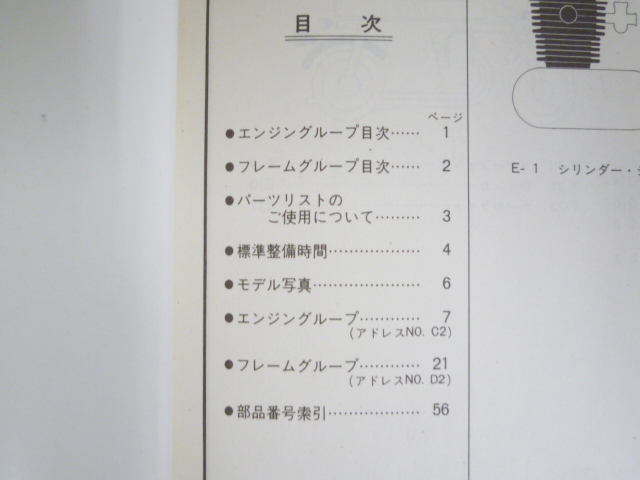 目 次
ページ
●エンジングループ目次…… 1
●フレームグループ目次…… 2
●パーツリストの
ご使用について……… 3
●標準整備時間……………… 4
●モデル写真………………… 6
●エンジングループ………… 7
(アドレスNO. C2)
●フレームグループ………… 21
(アドレスNO. D2)
●部品番号索引……………… 56
E- 1 シリンダー・